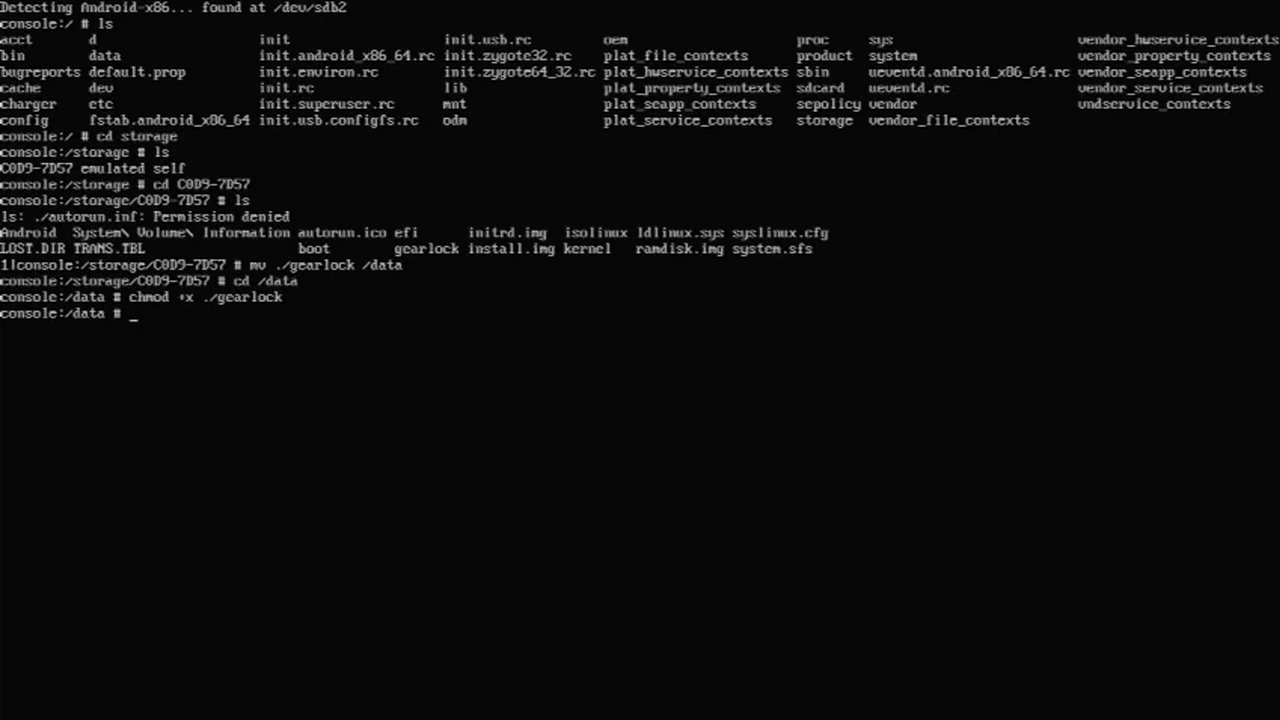 Detecting Android-x86... found at /dev/sdb2
console:/ # ls
acct d init init.usb.rc oem proc sys vendor_hwservice_contexts
bin data init.android_x86_64.rc init.zygote32.rc plat_file_contexts product system vendor_property_contexts
bugreports default.prop init.environ.rc init.zygote64_32.rc plat_hwservice_contexts sbin ueventd.android_x86_64.rc vendor_seapp_contexts
cache dev init.rc lib plat_property_contexts sdcard ueventd.rc vendor_service_contexts
charger etc init.superuser.rc mnt plat_seapp_contexts sepolicy vendor vndservice_contexts
config fstab.android_x86_64 init.usb.configfs.rc odm plat_service_contexts storage vendor_file_contexts
console:/ # cd storage
console:/storage # ls
C0D9-7D57 emulated self
console:/storage # cd C0D9-7D57
console:/storage/C0D9-7D57 # ls
ls: ./autorun.inf: Permission denied
Android System\ Volume\ Information autorun.ico efi initrd.img isolinux ldlinux.sys syslinux.cfg
LOST.DIR TRANS.TBL boot gearlock install.img kernel ramdisk.img system.sfs
1|console:/storage/C0D9-7D57 # mv ./gearlock /data
console:/storage/C0D9-7D57 # cd /data
console:/data # chmod +x ./gearlock
console:/data # _